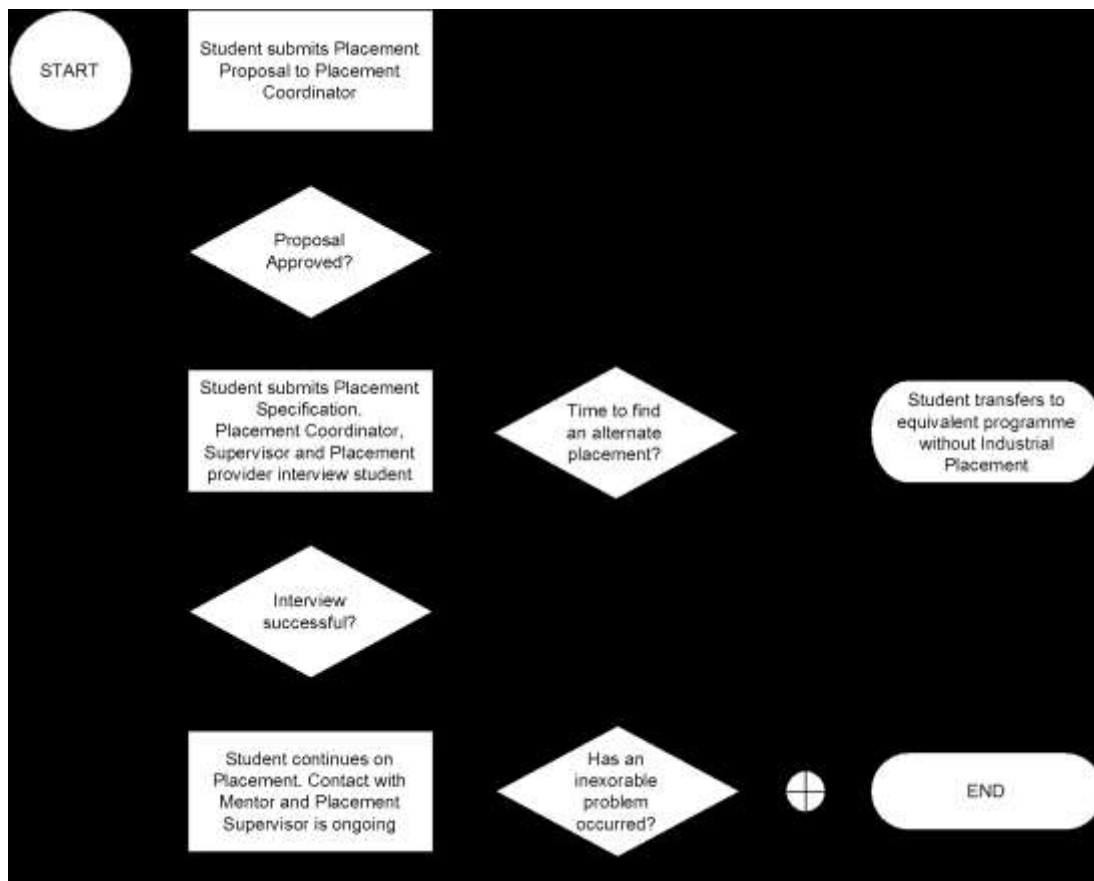 START
Student submits Placement
Proposal to Placement
Coordinator
Proposal
Approved?
Student submits Placement
Specification.
Placement Coordinator,
Supervisor and Placement
provider interview student
Time to find
an alternate
placement?
Student transfers to
equivalent programme
without Industrial
Placement
Interview
successful?
Student continues on
Placement. Contact with
Mentor and Placement
Supervisor is ongoing
Has an
inexorable
problem
occurred?
END